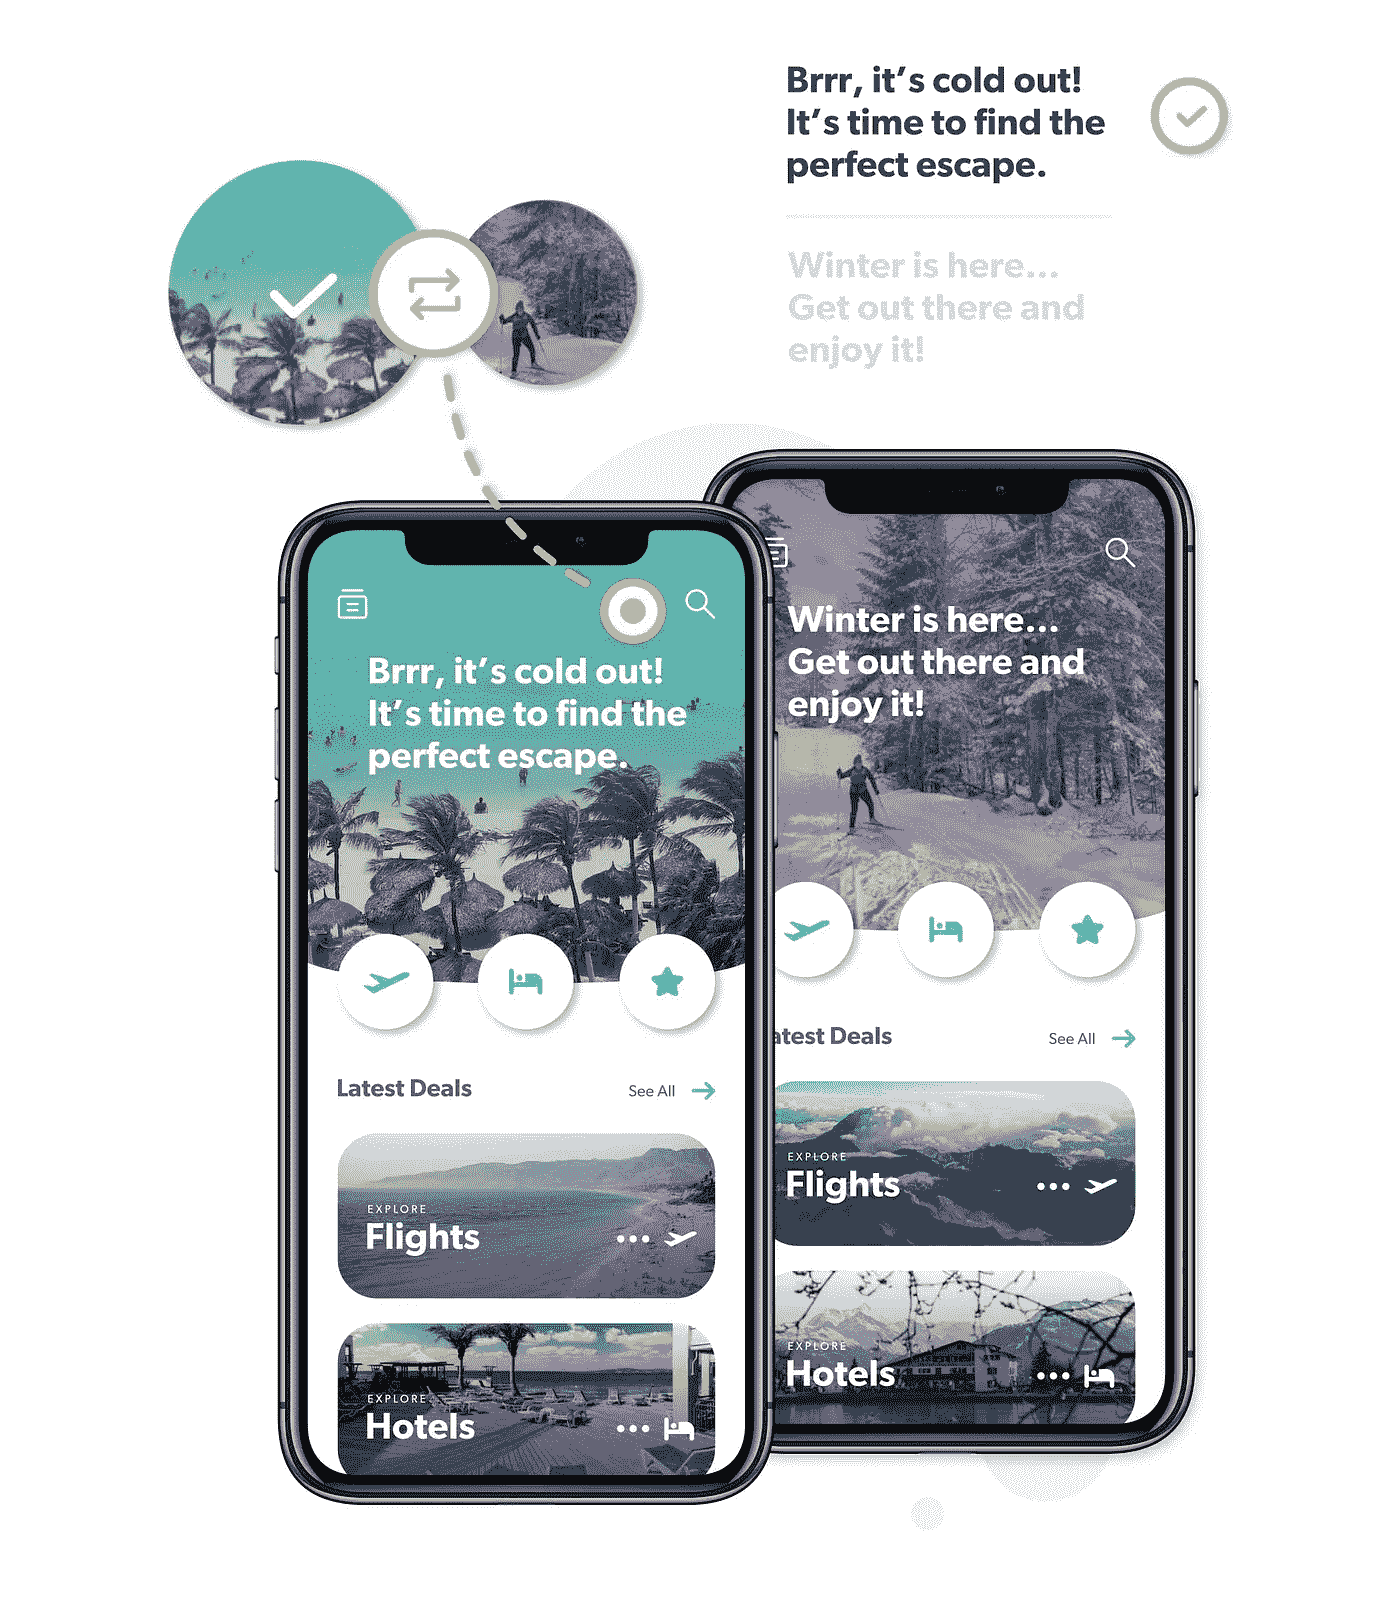 Brrr, it's cold out!
It's time to find the
perfect escape.
Winter is here...
Get out there and
enjoy it!
Brrr, it's cold out!
It's time to find the
perfect escape.
Latest Deals
See All
EXPLORE
Flights
EXPLORE
Hotels
Winter is here...
Get out there and
enjoy it!
atest Deals
See All
EXPLORE
Flights
EXPLORE
Hotels